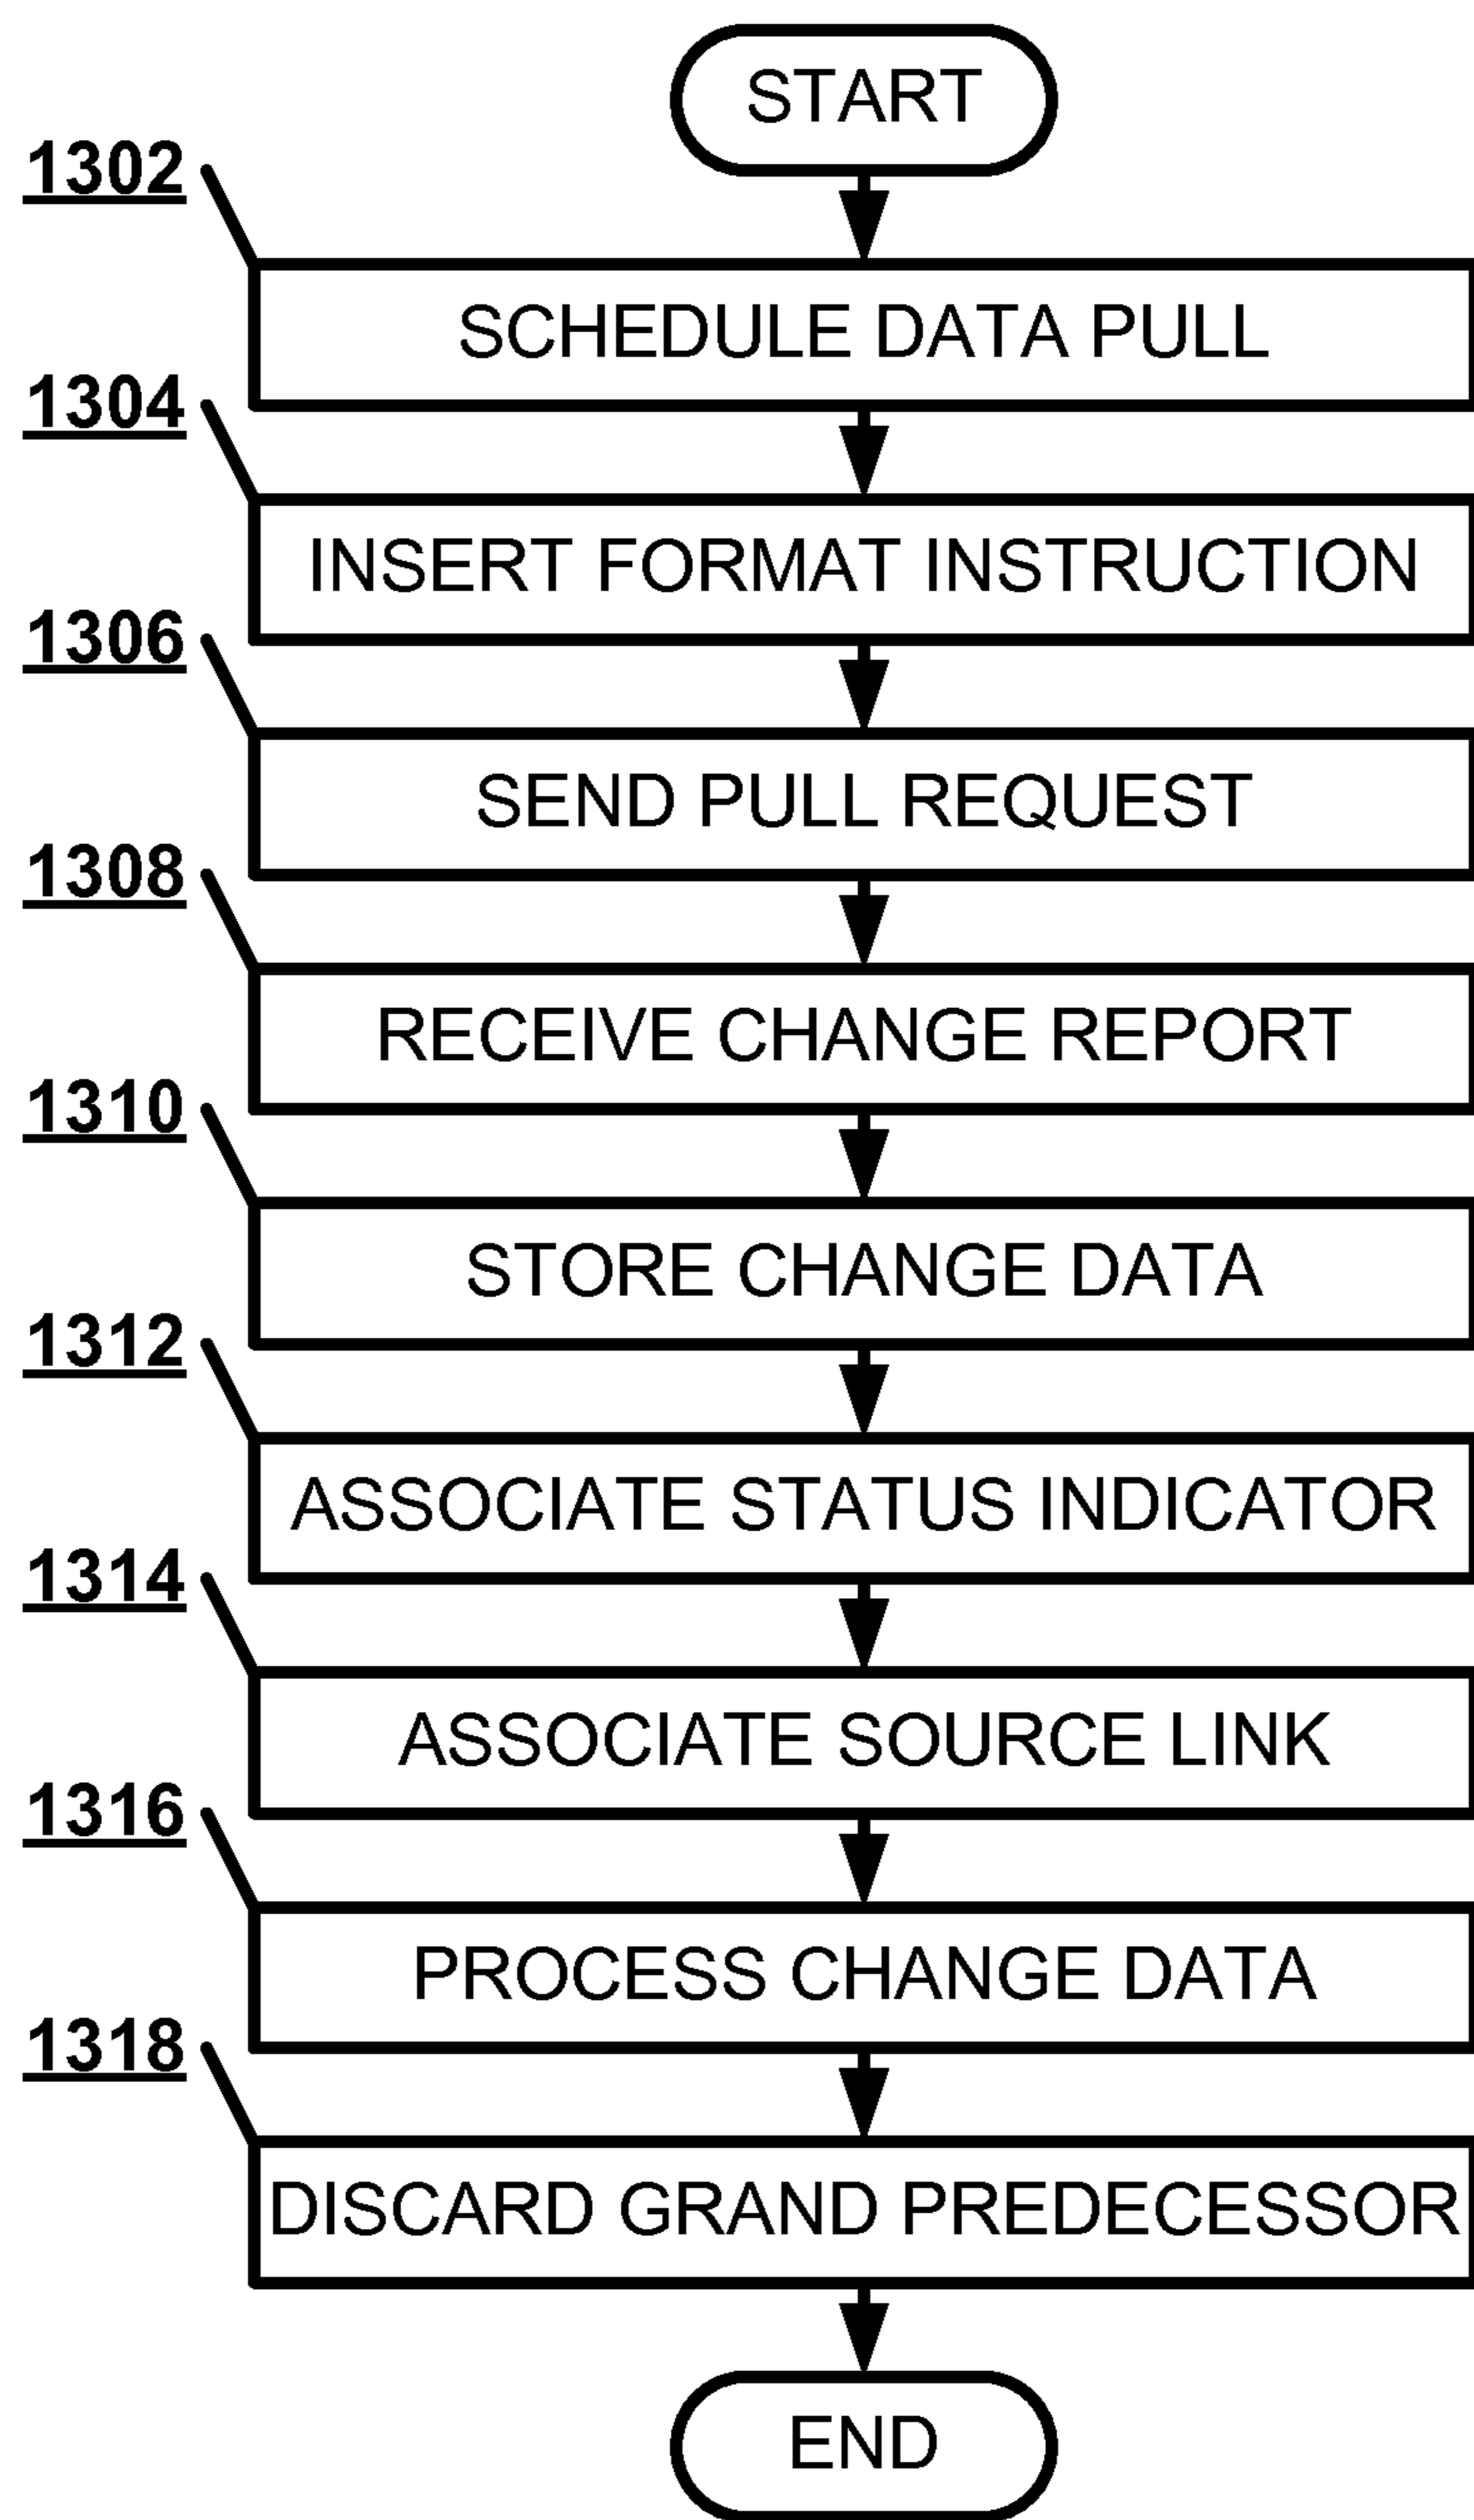 START
1302
SCHEDULE DATA PULL
1304
INSERT FORMAT INSTRUCTION
1306
SEND PULL REQUEST
1308
RECEIVE CHANGE REPORT
1310
STORE CHANGE DATA
1312
ASSOCIATE STATUS INDICATOR
1314
ASSOCIATE SOURCE LINK
1316
PROCESS CHANGE DATA
1318
DISCARD GRAND PREDECESSOR
END